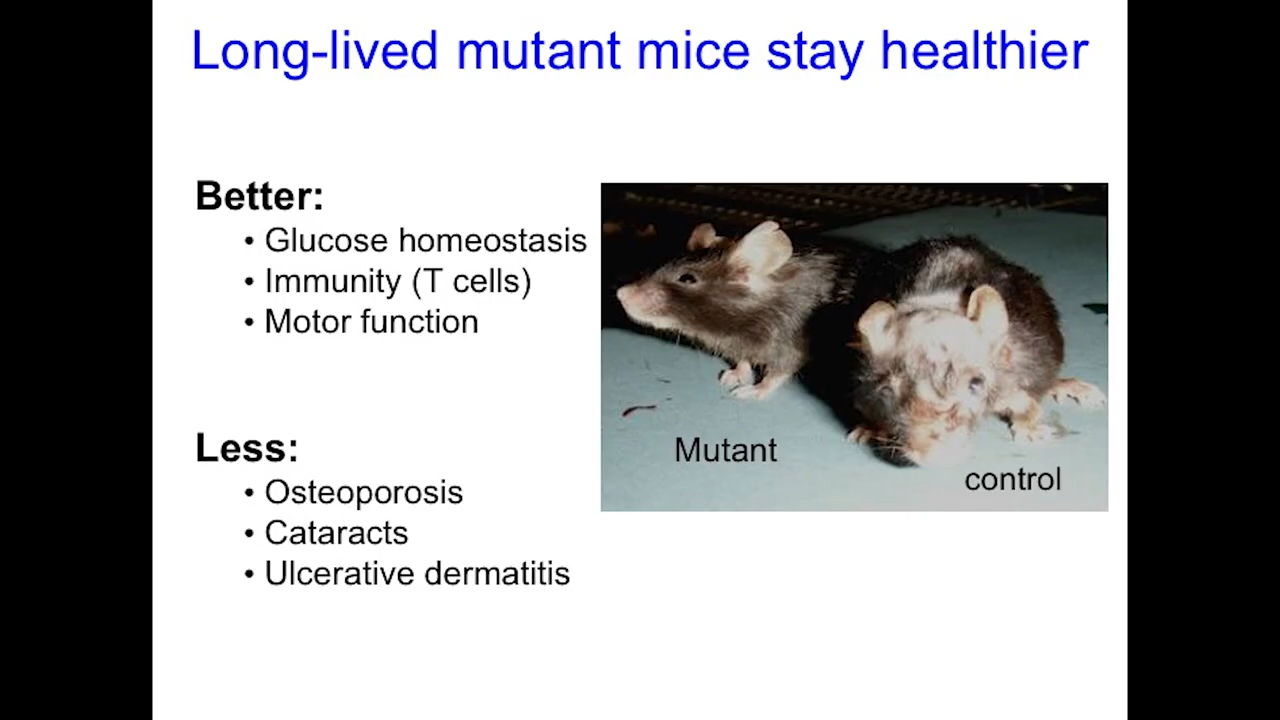 Long-lived mutant mice stay healthier
Better:
• Glucose homeostasis
• Immunity (T cells)
• Motor function
Less:
• Osteoporosis
• Cataracts
• Ulcerative dermatitis
Mutant
control